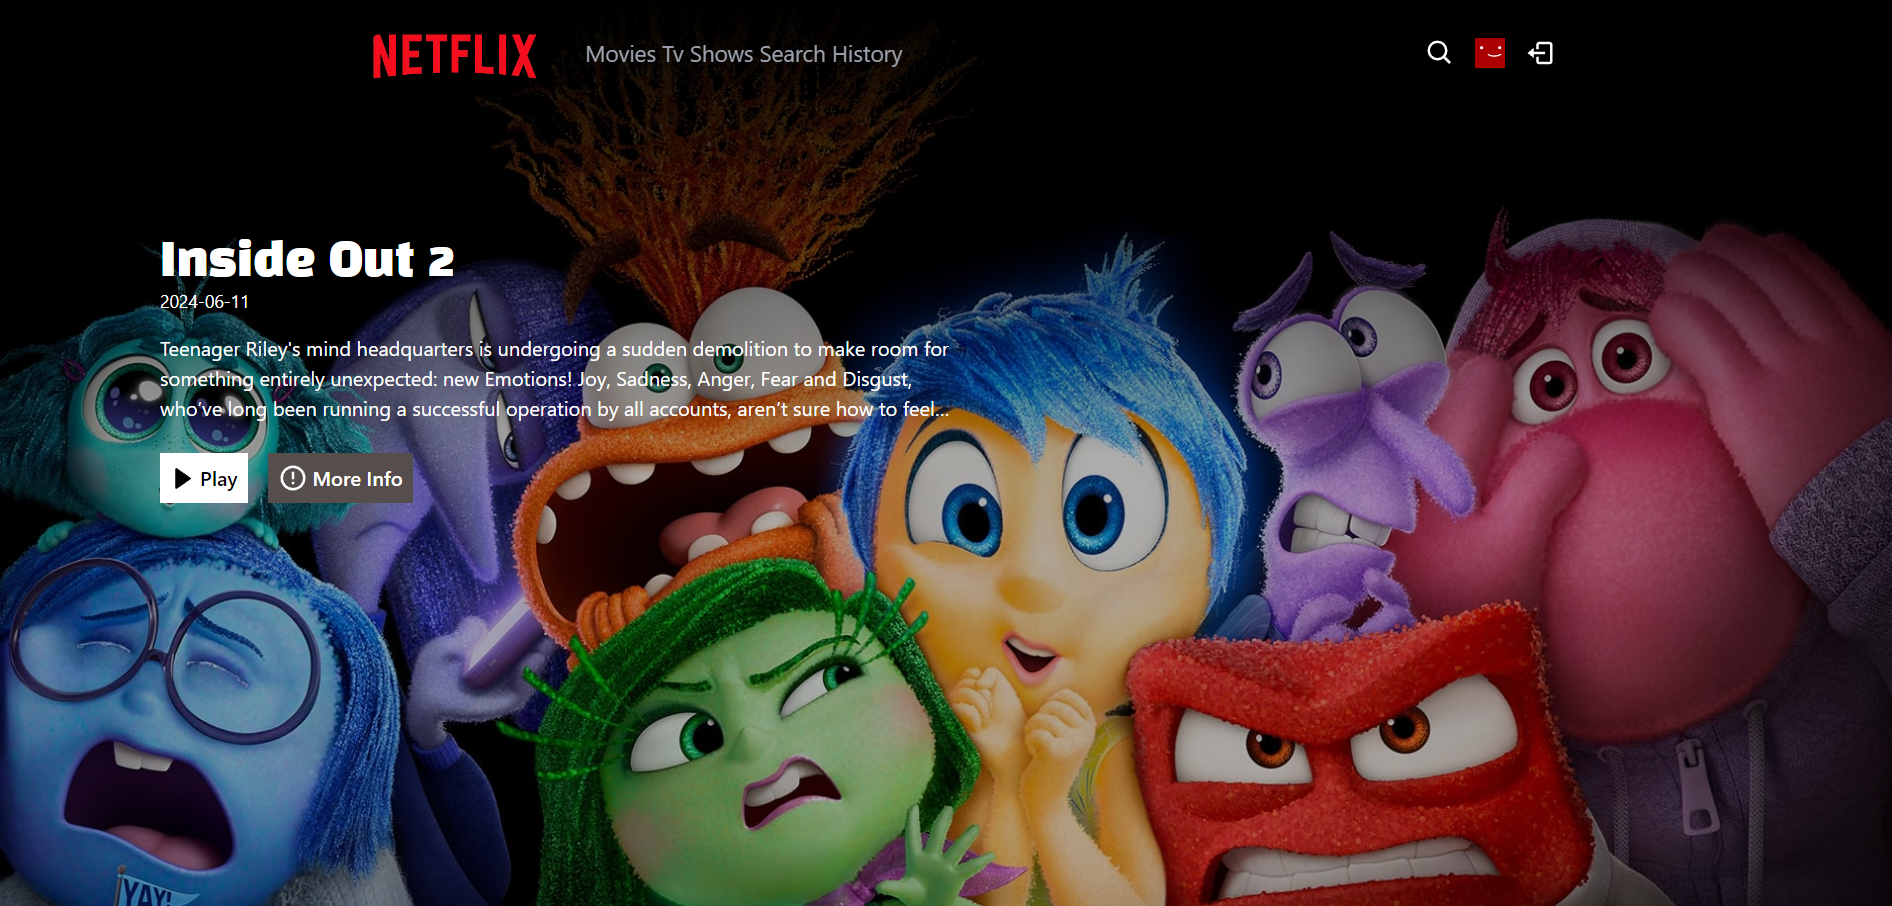 NETFLIX
Movies Tv Shows Search History
Inside Out 2
2024-06-11
Teenager Riley's mind headquarters is undergoing a sudden demolition to make room for
something entirely unexpected: new Emotions! Joy, Sadness, Anger, Fear and Disgust,
who’ve long been running a successful operation by all accounts, aren’t sure how to feel...
Play
More Info
YAY!